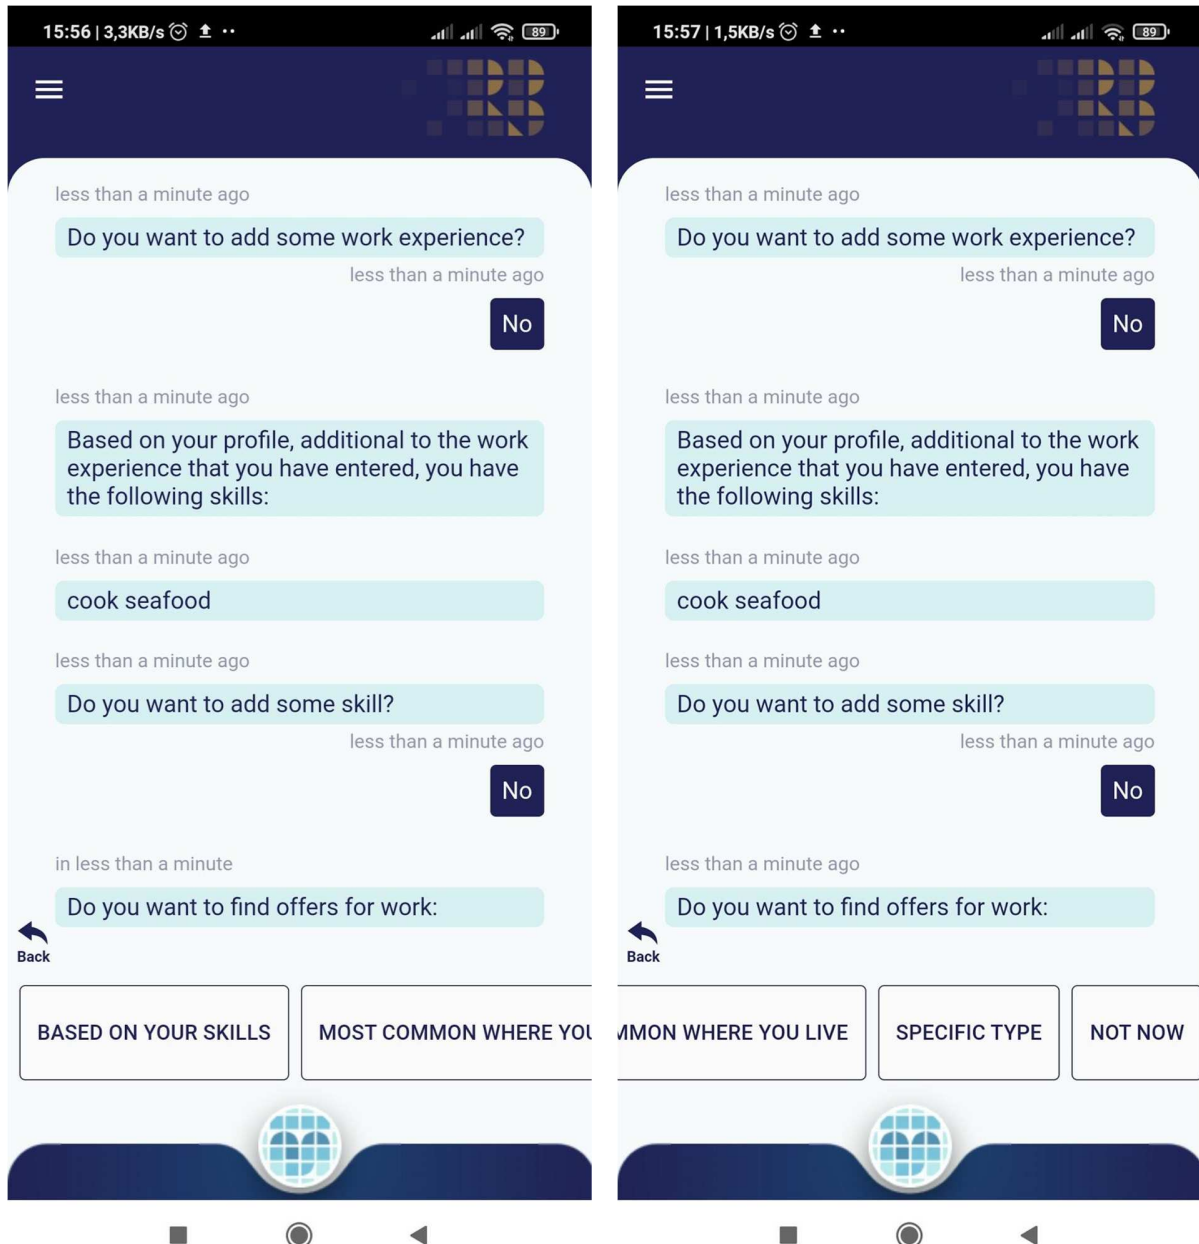 15:56 | 3,3KB/s
89
less than a minute ago
Do you want to add some work experience?
less than a minute ago
No
less than a minute ago
Based on your profile, additional to the work
experience that you have entered, you have
the following skills:
less than a minute ago
cook seafood
less than a minute ago
Do you want to add some skill?
less than a minute ago
No
in less than a minute
Do you want to find offers for work:
Back
BASED ON YOUR SKILLS
MOST COMMON WHERE YOU
15:57 | 1,5KB/s
89
less than a minute ago
Do you want to add some work experience?
less than a minute ago
No
less than a minute ago
Based on your profile, additional to the work
experience that you have entered, you have
the following skills:
less than a minute ago
cook seafood
less than a minute ago
Do you want to add some skill?
less than a minute ago
No
less than a minute ago
Do you want to find offers for work:
Back
MMON WHERE YOU LIVE
SPECIFIC TYPE
NOT NOW